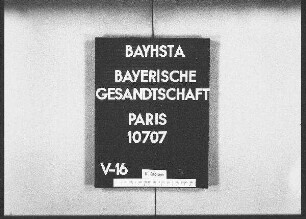 BAYHSTA
BAYERISCHE
GESANDTSCHAFT
PARIS
10707
V-16